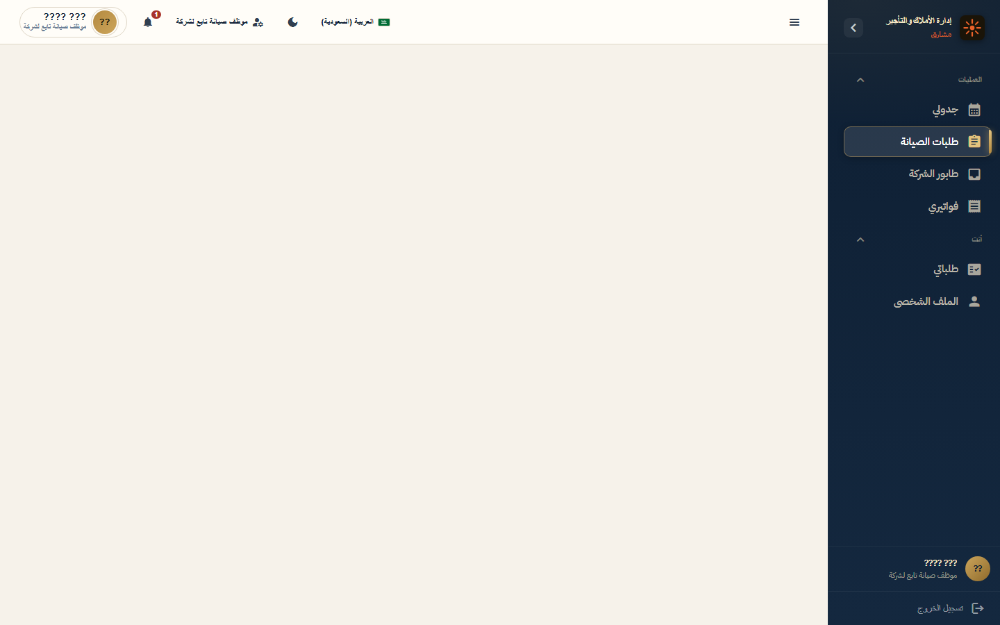 إدارة الأملاك والتأجير
مشارق
العمليات
جدولي
طلبات الصيانة
طابور الشركة
فواتيري
أنت
طلباتي
الملف الشخصي
?? ??? ????
موظف صيانة تابع لشركة
تسجيل الخروج
العربية (السعودية)
موظف صيانة تابع لشركة
1
?? ??? ????
موظف صيانة تابع لشركة